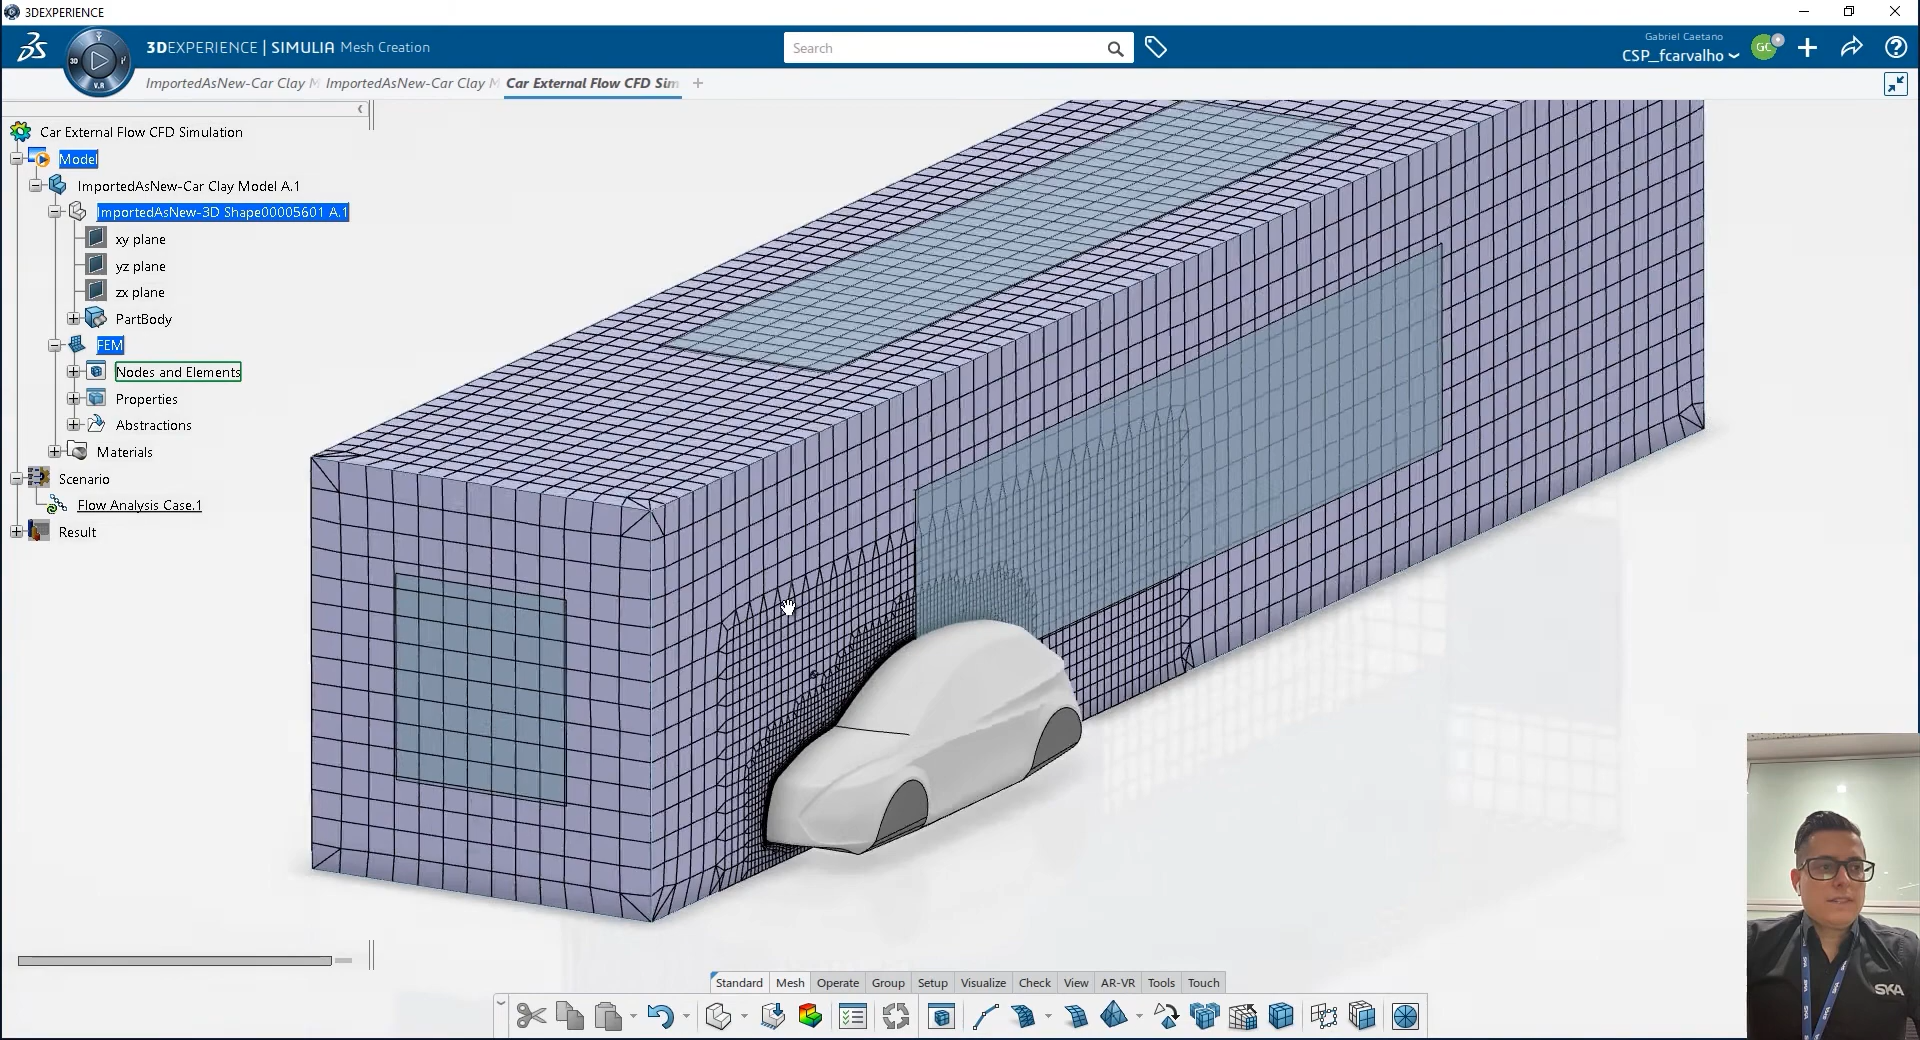 3DEXPERIENCE
3DEXPERIENCE | SIMULIA Mesh Creation
Search
Gabriel Caetano
CSP_fcarvalho
GC
3D
V.R
ImportedAsNew-Car Clay M
ImportedAsNew-Car Clay M
Car External Flow CFD Sim
Car External Flow CFD Simulation
Model
ImportedAsNew-Car Clay Model A.1
ImportedAsNew-3D Shape00005601 A.1
xy plane
yz plane
zx plane
PartBody
FEM
Nodes and Elements
Properties
Abstractions
Materials
Scenario
Flow Analysis Case.1
Result
Standard Mesh Operate Group Setup Visualize Check View AR-VR Tools Touch
SKA